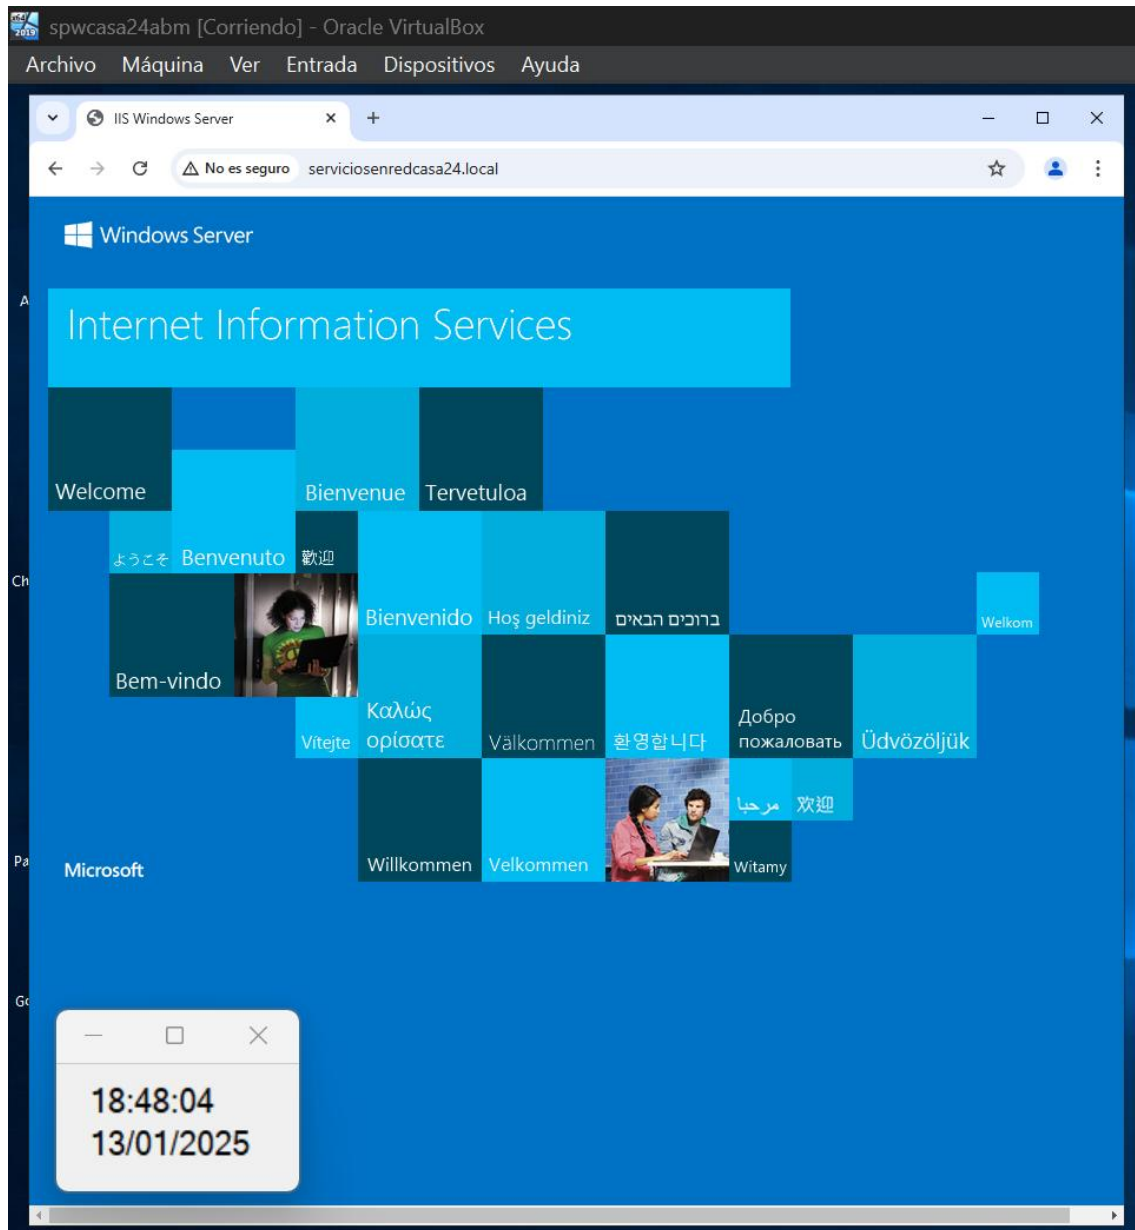 spwcasa24abm [Corriendo] - Oracle VirtualBox
Archivo Máquina Ver Entrada Dispositivos Ayuda
IIS Windows Server
No es seguro serviciosenredcasa24.local
Windows Server
Internet Information Services
Welcome
Bienvenue
Tervetuloa
ようこそ
Benvenuto
歡迎
Bienvenido
Hoş geldiniz
ברוכים הבאים
Welkom
Bem-vindo
Vítejte
Καλώς
ορίσατε
Välkommen
환영합니다
Добро
пожаловать
Üdvözöljük
مرحبا
欢迎
Willkommen
Velkommen
Witamy
Microsoft
18:48:04
13/01/2025